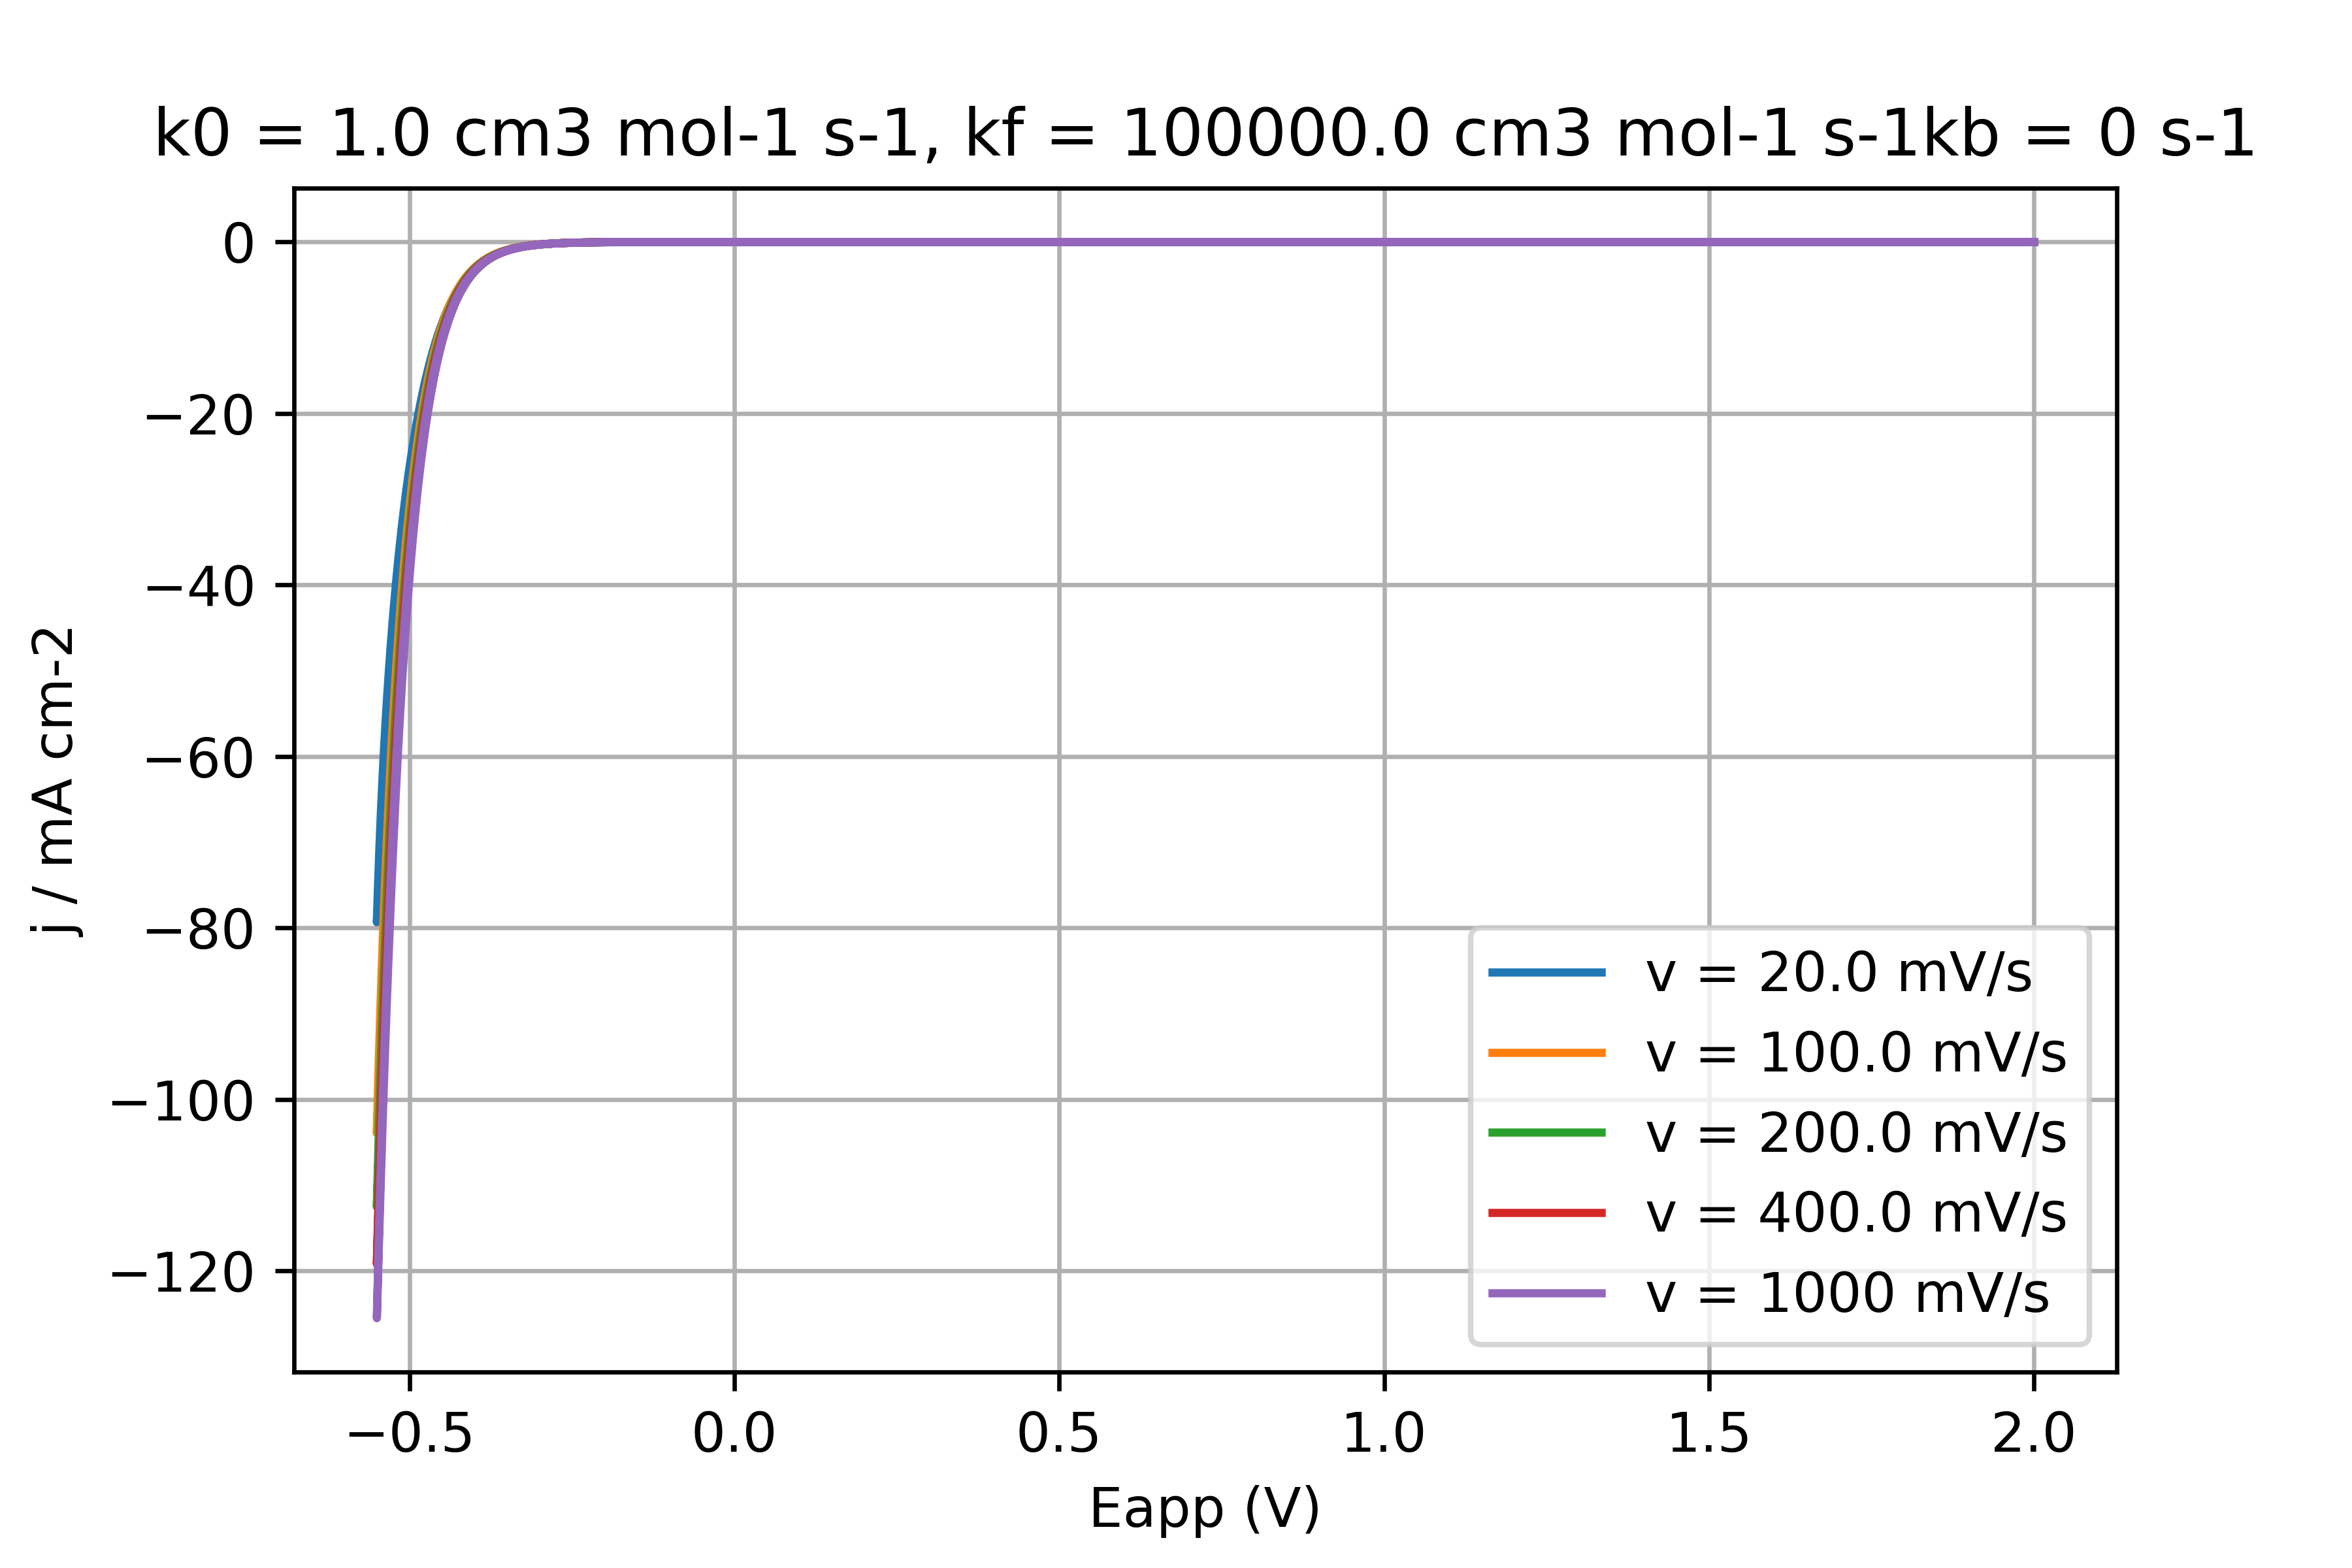 k0 = 1.0 cm3 mol-1 s-1, kf = 100000.0 cm3 mol-1 s-1kb = 0 s-1
j / mA cm-2
0
−20
−40
−60
−80
−100
−120
v = 20.0 mV/s
v = 100.0 mV/s
v = 200.0 mV/s
v = 400.0 mV/s
v = 1000 mV/s
−0.5 0.0 0.5 1.0 1.5 2.0
Eapp (V)